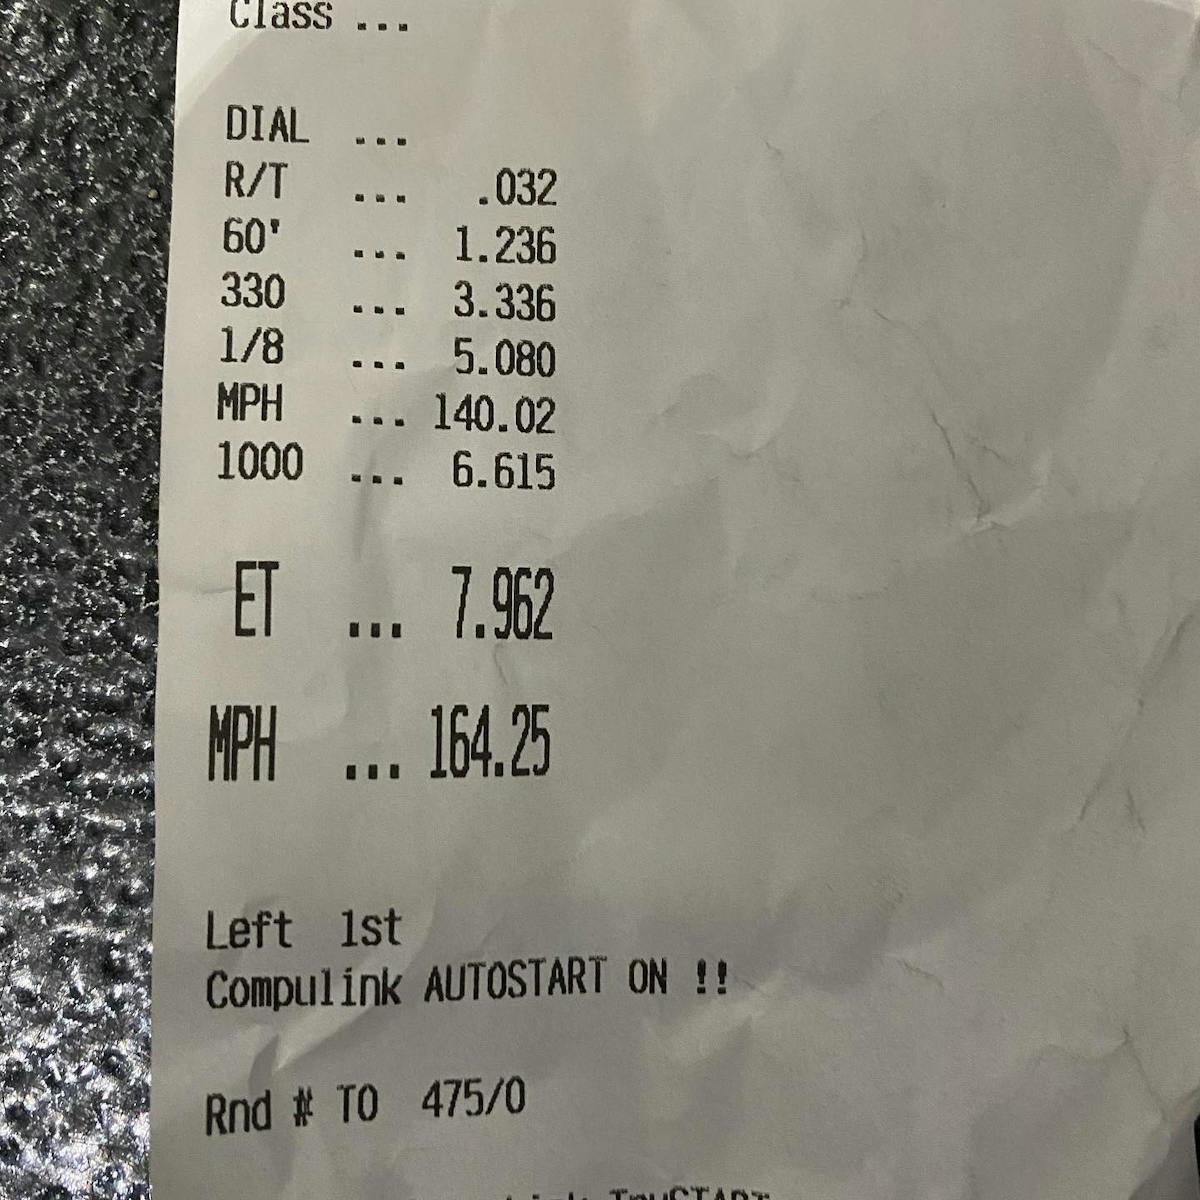 Class ...
DIAL ...
R/T ... .032
60' ... 1.236
330 ... 3.336
1/8 ... 5.080
MPH ... 140.02
1000 ... 6.615
ET ... 7.962
MPH ... 164.25
Left 1st
Compulink AUTOSTART ON !!
Rnd # TO 475/0